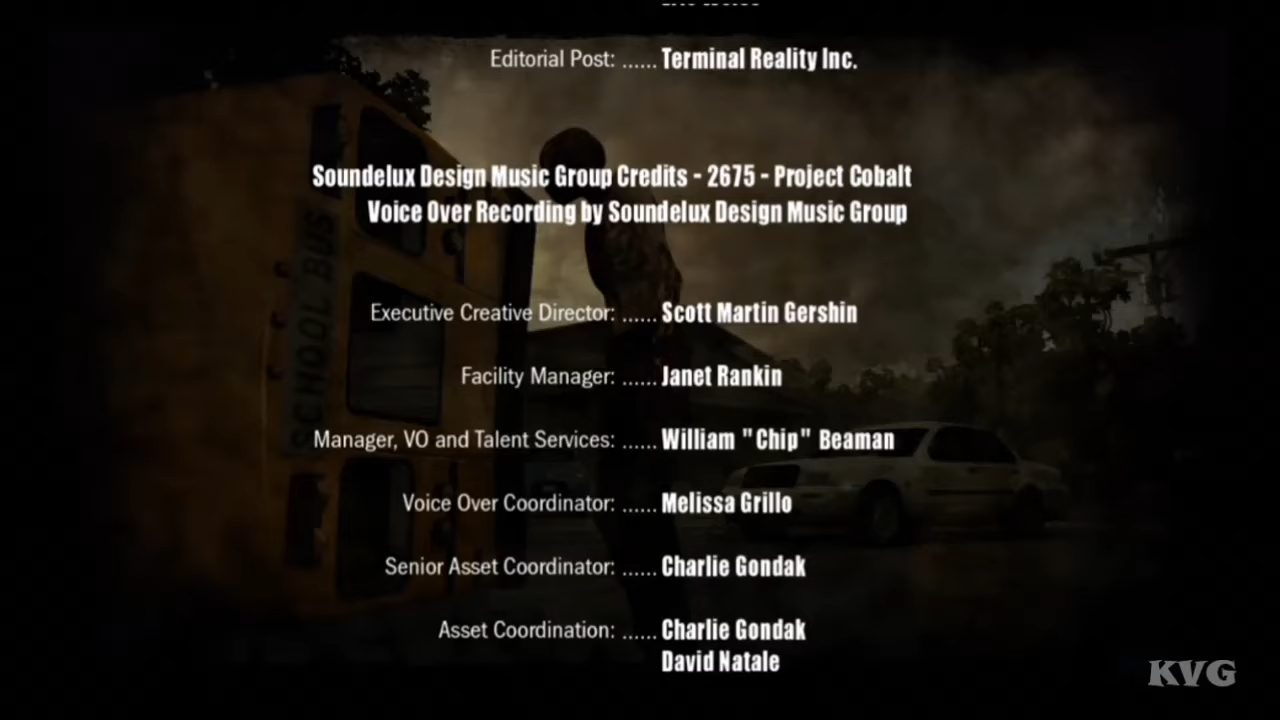 Editorial Post: ...... Terminal Reality Inc.
Soundelux Design Music Group Credits - 2675 - Project Cobalt
Voice Over Recording by Soundelux Design Music Group
Executive Creative Director: ...... Scott Martin Gershin
Facility Manager: ...... Janet Rankin
Manager, VO and Talent Services: ...... William "Chip" Beaman
Voice Over Coordinator: ...... Melissa Grillo
Senior Asset Coordinator: ...... Charlie Gondak
Asset Coordination: ...... Charlie Gondak
David Natale
SCHOOL BUS
KVG